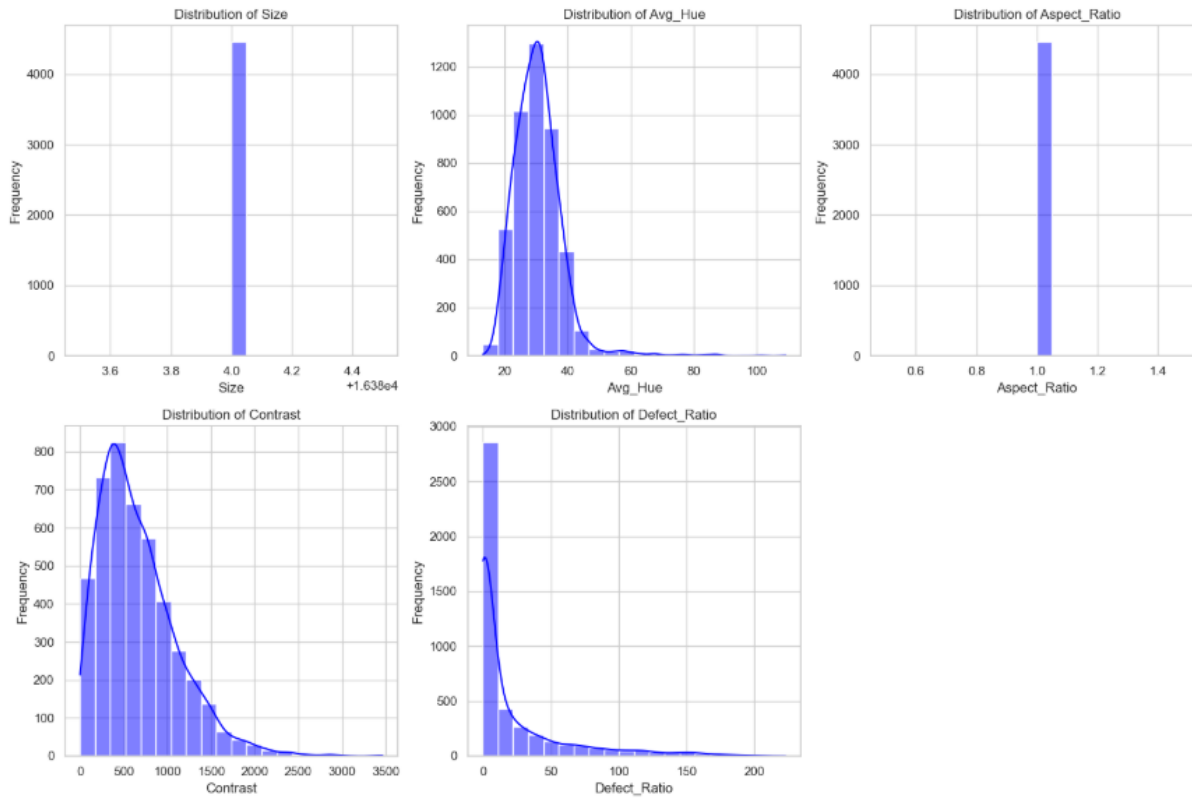 Distribution of Size
Frequency
4000
3000
2000
1000
0
3.6 3.8 4.0 4.2 4.4
+1.638e4
Size
Distribution of Avg_Hue
Frequency
1200
1000
800
600
400
200
0
20 40 60 80 100
Avg_Hue
Distribution of Aspect_Ratio
Frequency
4000
3000
2000
1000
0
0.6 0.8 1.0 1.2 1.4
Aspect_Ratio
Distribution of Contrast
Frequency
800
700
600
500
400
300
200
100
0
0 500 1000 1500 2000 2500 3000 3500
Contrast
Distribution of Defect_Ratio
Frequency
3000
2500
2000
1500
1000
500
0
0 50 100 150 200
Defect_Ratio